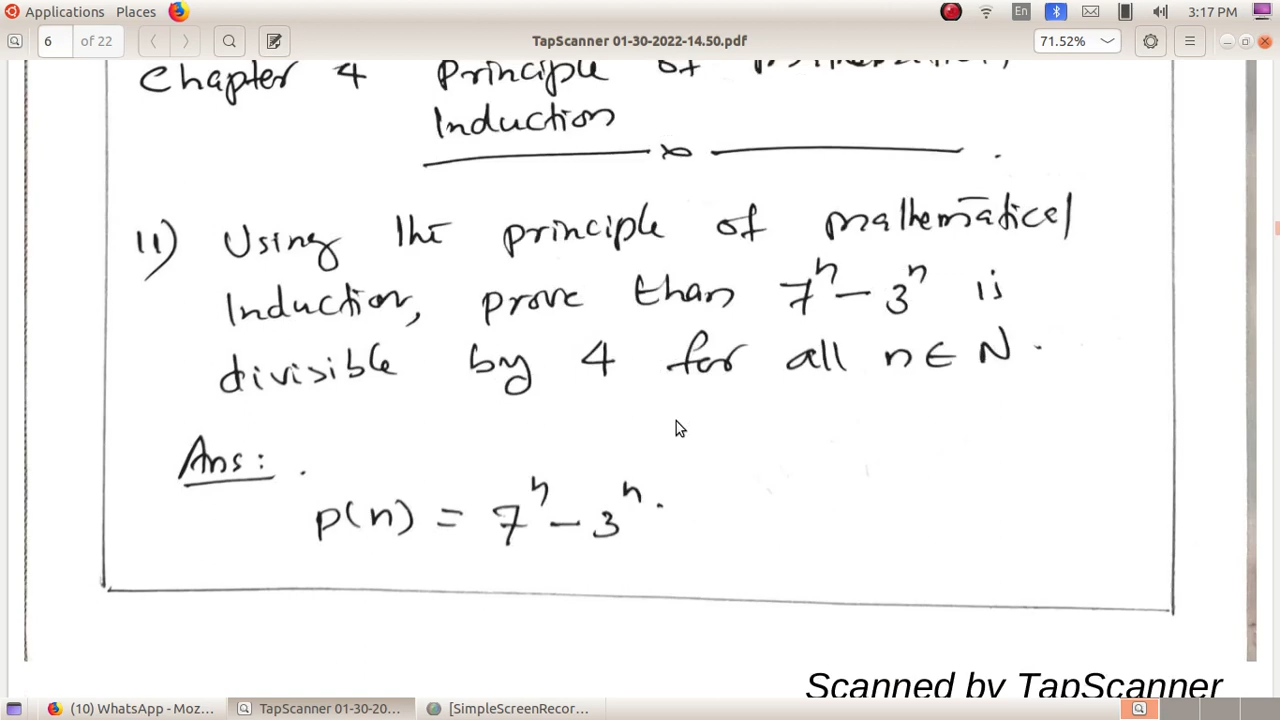 Applications Places En 3:17 PM
6 of 22 TapScanner 01-30-2022-14.50.pdf 71.52%
Chapter 4 Principle of
Induction
11) Using the principle of mathematical
Induction, prove than 7ⁿ - 3ⁿ is
divisible by 4 for all n ∈ N.
Ans:
p(n) = 7ⁿ - 3ⁿ.
Scanned by TapScanner
(10) WhatsApp - Moz... TapScanner 01-30-20... [SimpleScreenRecor...